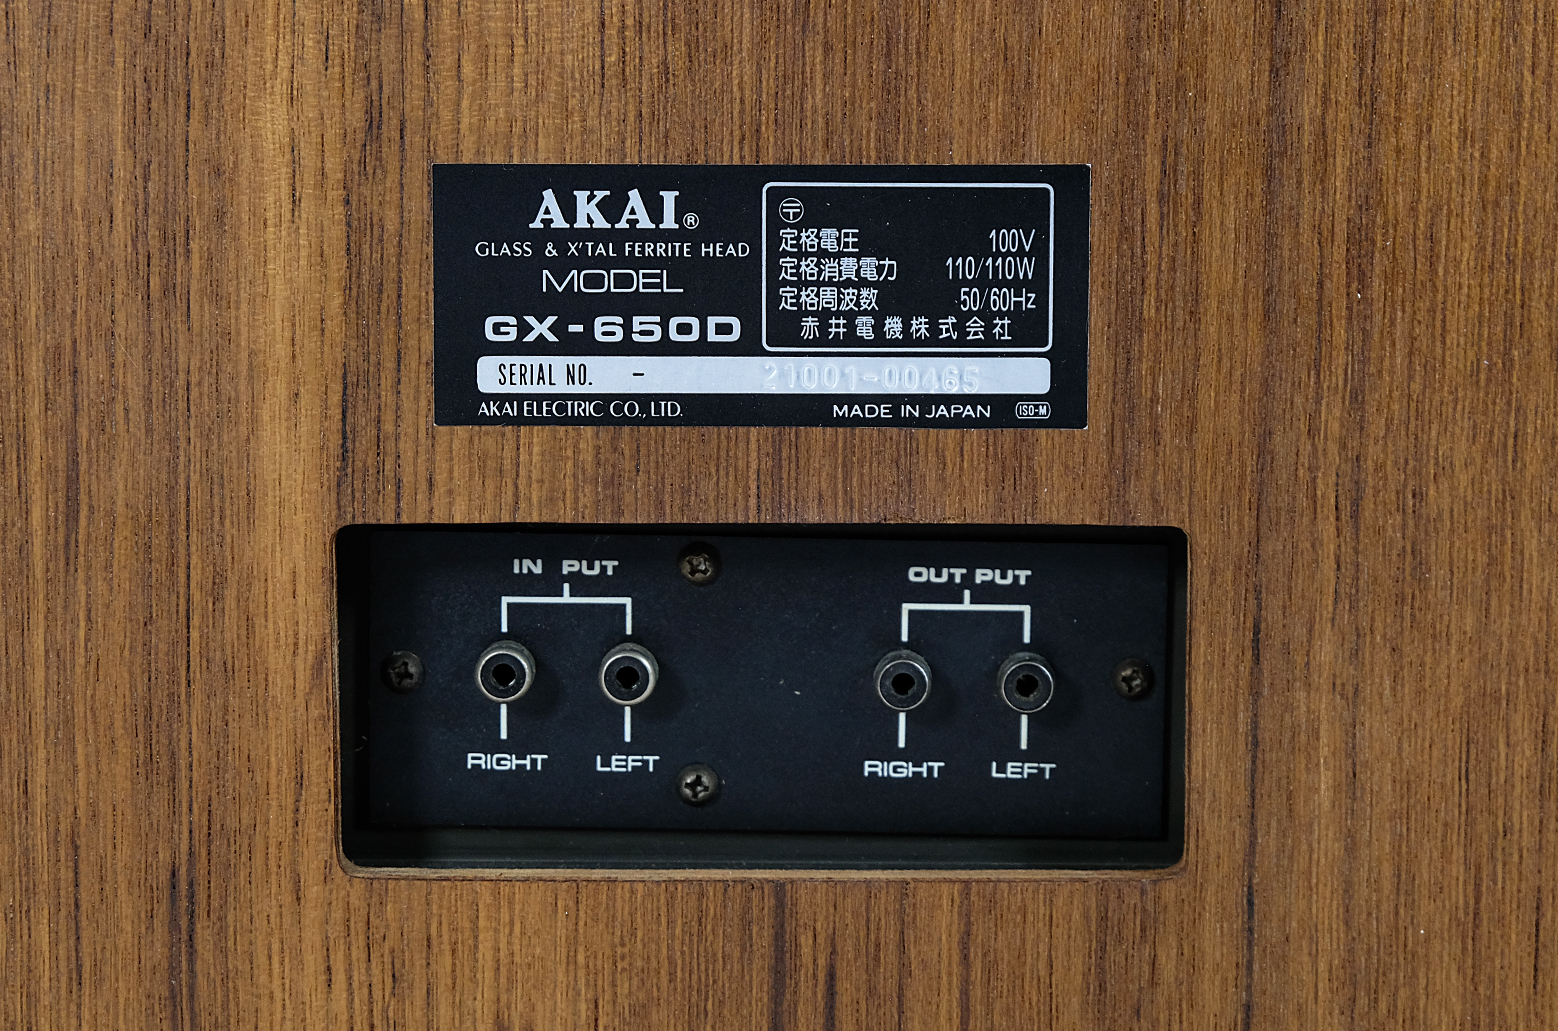 AKAI®
GLASS & X'TAL FERRITE HEAD
MODEL
GX-650D
〒
定格電圧 100V
定格消費電力 110/110W
定格周波数 50/60Hz
赤井電機株式会社
SERIAL NO. - 21001-00465
AKAI ELECTRIC CO., LTD. MADE IN JAPAN ISO-M
IN PUT OUT PUT
RIGHT LEFT RIGHT LEFT